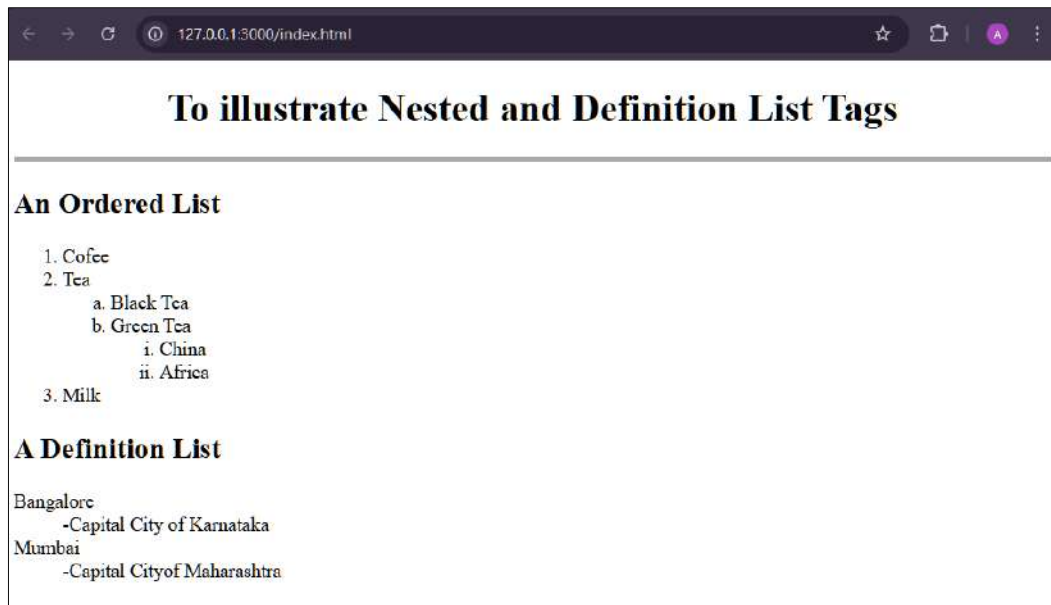 127.0.0.1:3000/index.html
A
To illustrate Nested and Definition List Tags
An Ordered List
1. Cofee
2. Tea
a. Black Tea
b. Green Tea
i. China
ii. Africa
3. Milk
A Definition List
Bangalore
-Capital City of Karnataka
Mumbai
-Capital Cityof Maharashtra